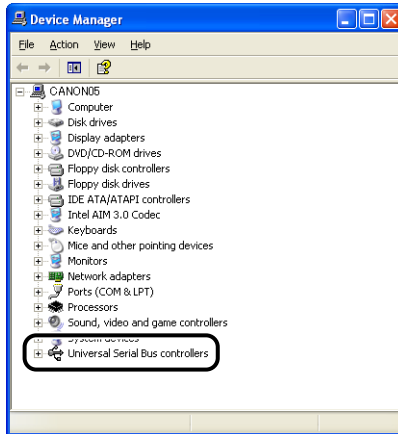 Device Manager
File Action View Help
CANON05
Computer
Disk drives
Display adapters
DVD/CD-ROM drives
Floppy disk controllers
Floppy disk drives
IDE ATA/ATAPI controllers
Intel AIM 3.0 Codec
Keyboards
Mice and other pointing devices
Monitors
Network adapters
Ports (COM & LPT)
Processors
Sound, video and game controllers
System devices
Universal Serial Bus controllers